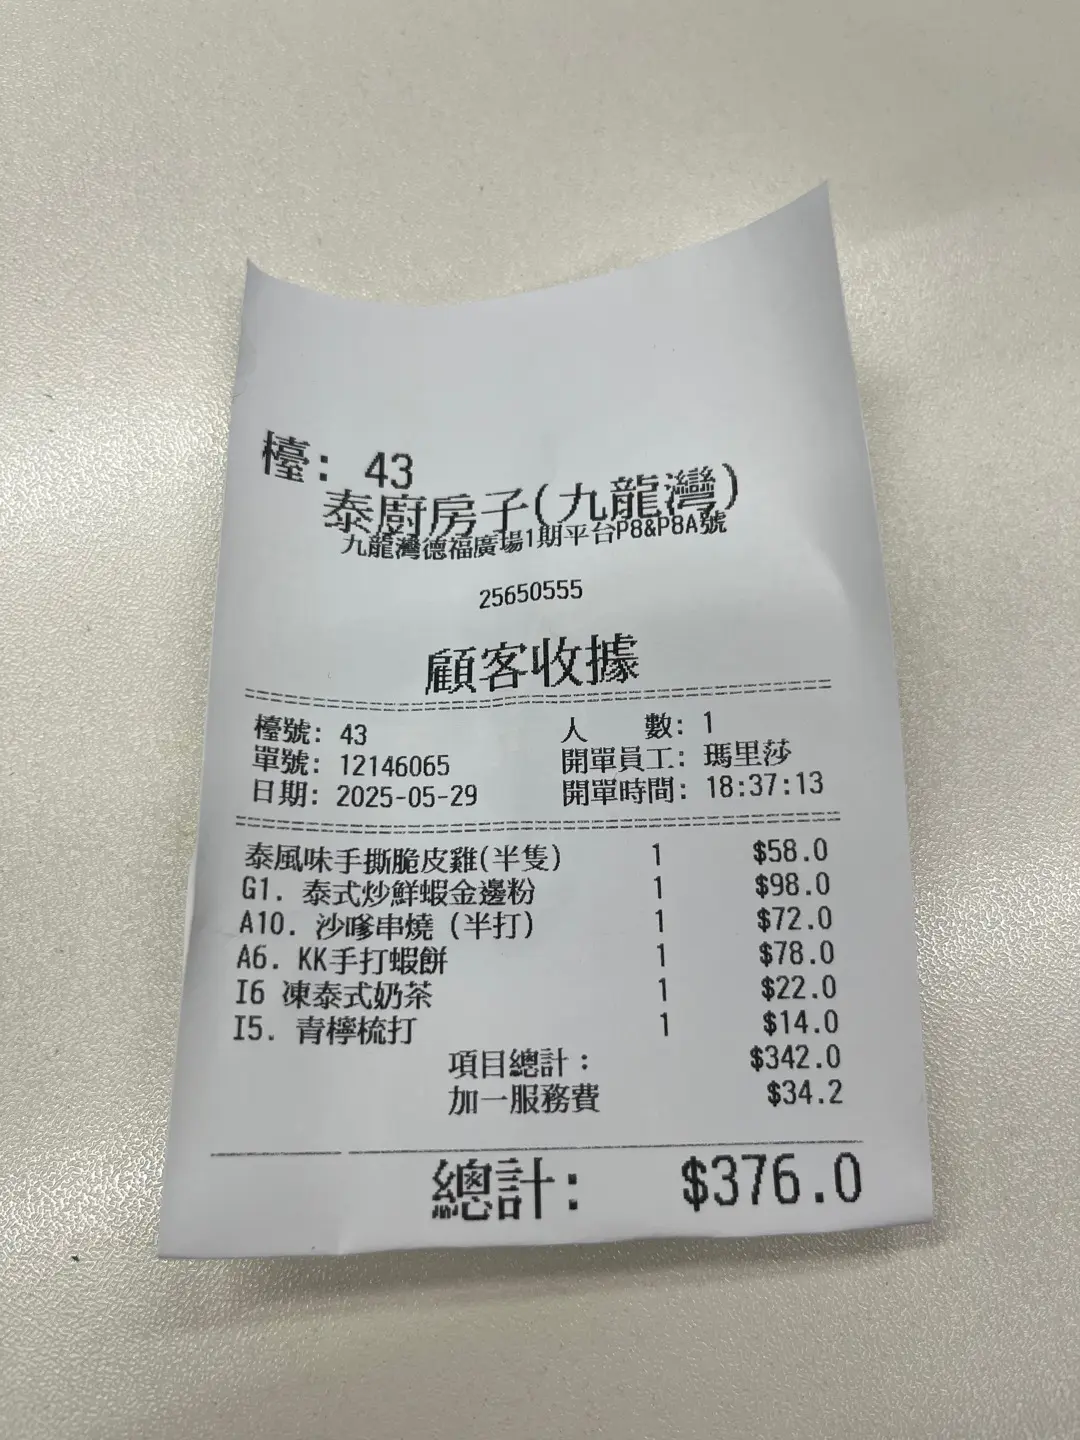 檯: 43
泰廚房子(九龍灣)
九龍灣德福廣場1期平台P8&P8A號
25650555
顧客收據
檯號: 43 人 數: 1
單號: 12146065 開單員工: 瑪里莎
日期: 2025-05-29 開單時間: 18:37:13
泰風味手撕脆皮雞(半隻) 1 $58.0
G1. 泰式炒鮮蝦金邊粉 1 $98.0
A10. 沙嗲串燒 (半打) 1 $72.0
A6. KK手打蝦餅 1 $78.0
I6 凍泰式奶茶 1 $22.0
I5. 青檸梳打 1 $14.0
項目總計: $342.0
加一服務費 $34.2
總計: $376.0